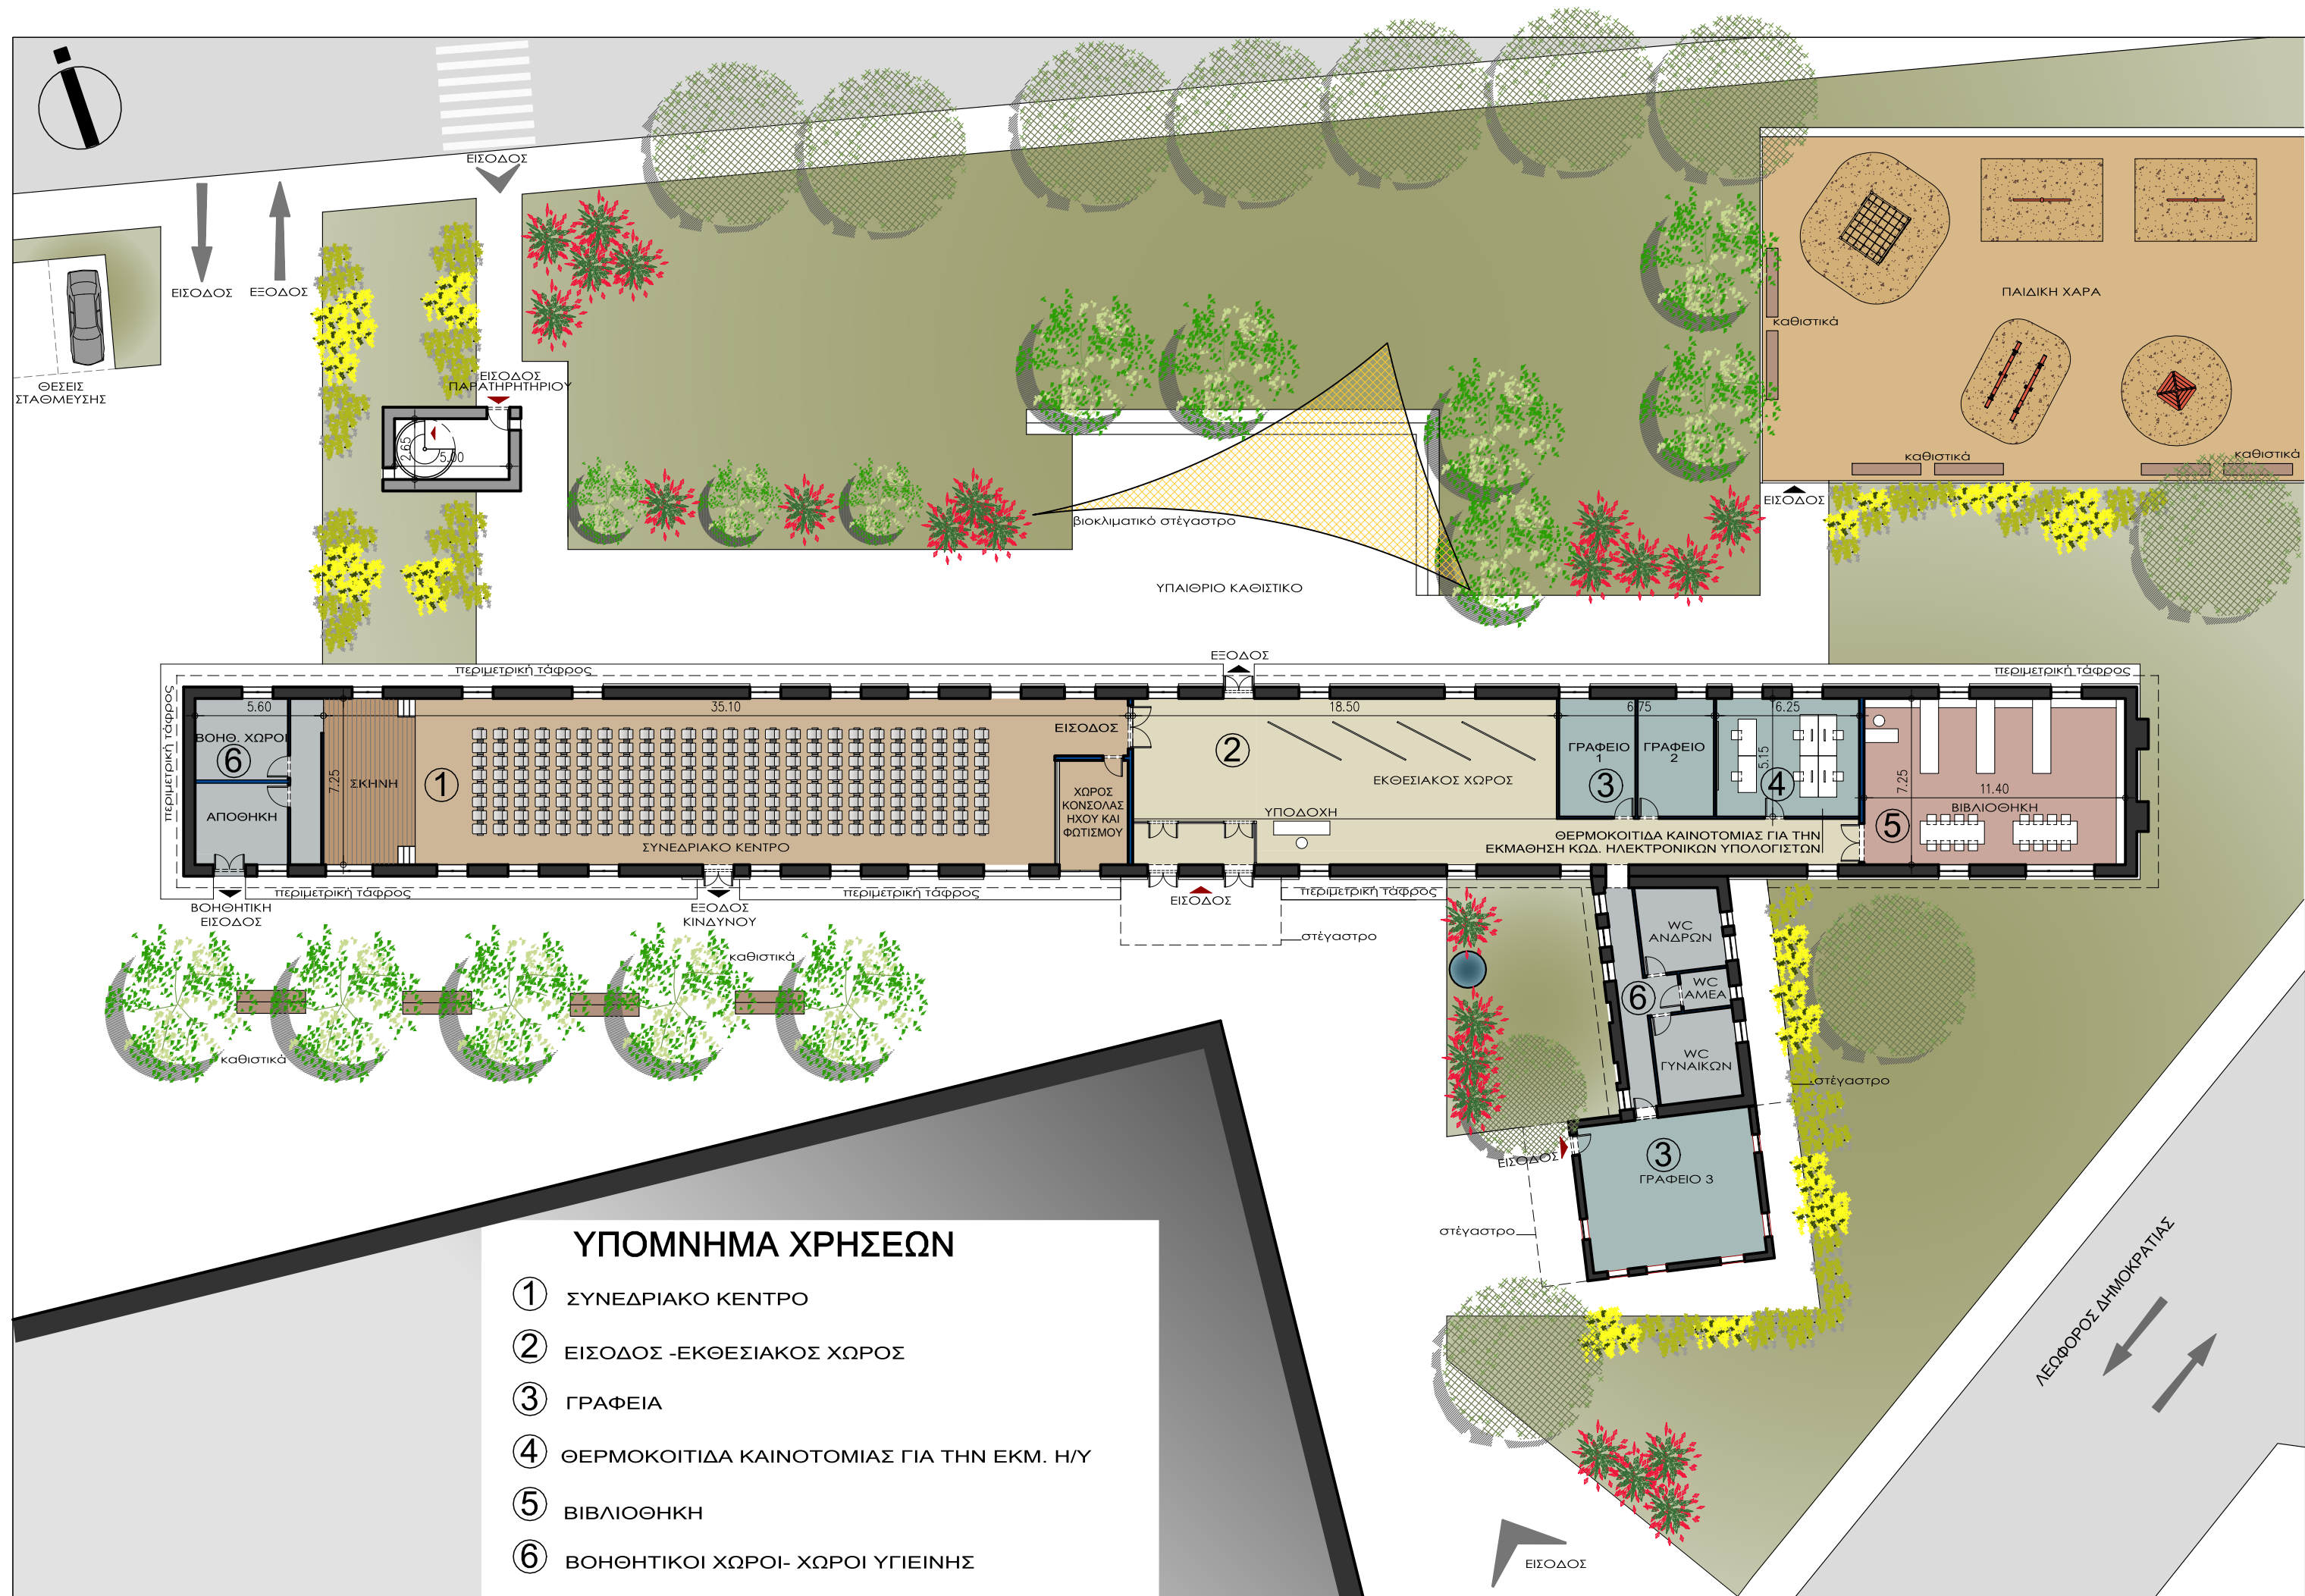 ΕΙΣΟΔΟΣ
ΕΙΣΟΔΟΣ
ΕΞΟΔΟΣ
ΘΕΣΕΙΣ
ΣΤΑΘΜΕΥΣΗΣ
ΕΙΣΟΔΟΣ
ΠΑΡΑΤΗΡΗΤΗΡΙΟΥ
2.65
5.00
ΠΑΙΔΙΚΗ ΧΑΡΑ
καθιστικά
καθιστικά
καθιστικά
ΕΙΣΟΔΟΣ
βιοκλιματικό στέγαστρο
ΥΠΑΙΘΡΙΟ ΚΑΘΙΣΤΙΚΟ
ΕΞΟΔΟΣ
περιμετρική τάφρος
περιμετρική τάφρος
περιμετρική τάφρος
5.60
35.10
18.50
6.75
6.25
ΒΟΗΘ. ΧΩΡΟΙ
6
ΑΠΟΘΗΚΗ
7.25
ΣΚΗΝΗ
1
ΣΥΝΕΔΡΙΑΚΟ ΚΕΝΤΡΟ
ΕΙΣΟΔΟΣ
ΧΩΡΟΣ
ΚΟΝΣΟΛΑΣ
ΗΧΟΥ ΚΑΙ
ΦΩΤΙΣΜΟΥ
2
ΕΚΘΕΣΙΑΚΟΣ ΧΩΡΟΣ
ΥΠΟΔΟΧΗ
ΓΡΑΦΕΙΟ
1
3
ΓΡΑΦΕΙΟ
2
5.15
4
ΘΕΡΜΟΚΟΙΤΙΔΑ ΚΑΙΝΟΤΟΜΙΑΣ ΓΙΑ ΤΗΝ
ΕΚΜΑΘΗΣΗ ΚΩΔ. ΗΛΕΚΤΡΟΝΙΚΩΝ ΥΠΟΛΟΓΙΣΤΩΝ
7.25
11.40
ΒΙΒΛΙΟΘΗΚΗ
5
περιμετρική τάφρος
περιμετρική τάφρος
περιμετρική τάφρος
ΒΟΗΘΗΤΙΚΗ
ΕΙΣΟΔΟΣ
ΕΞΟΔΟΣ
ΚΙΝΔΥΝΟΥ
ΕΙΣΟΔΟΣ
στέγαστρο
καθιστικά
καθιστικά
WC
ΑΝΔΡΩΝ
WC
ΑΜΕΑ
6
WC
ΓΥΝΑΙΚΩΝ
στέγαστρο
ΕΙΣΟΔΟΣ
3
ΓΡΑΦΕΙΟ 3
στέγαστρο
ΛΕΩΦΟΡΟΣ ΔΗΜΟΚΡΑΤΙΑΣ
ΕΙΣΟΔΟΣ
ΥΠΟΜΝΗΜΑ ΧΡΗΣΕΩΝ
1 ΣΥΝΕΔΡΙΑΚΟ ΚΕΝΤΡΟ
2 ΕΙΣΟΔΟΣ -ΕΚΘΕΣΙΑΚΟΣ ΧΩΡΟΣ
3 ΓΡΑΦΕΙΑ
4 ΘΕΡΜΟΚΟΙΤΙΔΑ ΚΑΙΝΟΤΟΜΙΑΣ ΓΙΑ ΤΗΝ ΕΚΜ. Η/Υ
5 ΒΙΒΛΙΟΘΗΚΗ
6 ΒΟΗΘΗΤΙΚΟΙ ΧΩΡΟΙ- ΧΩΡΟΙ ΥΓΙΕΙΝΗΣ